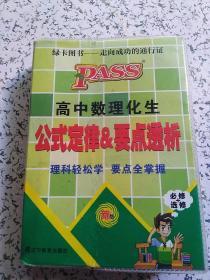 绿卡图书——走向成功的通行证
PASS
高中数理化生
公式定律&要点透析
理科轻松学 要点全掌握
必修
选修